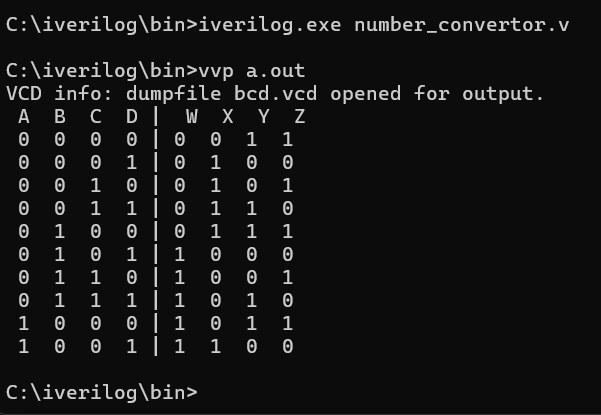 C:\iverilog\bin>iverilog.exe number_convertor.v
C:\iverilog\bin>vvp a.out
VCD info: dumpfile bcd.vcd opened for output.
A  B  C  D |  W  X  Y  Z
0  0  0  0 | 0  0  1  1
0  0  0  1 | 0  1  0  0
0  0  1  0 | 0  1  0  1
0  0  1  1 | 0  1  1  0
0  1  0  0 | 0  1  1  1
0  1  0  1 | 1  0  0  0
0  1  1  0 | 1  0  0  1
0  1  1  1 | 1  0  1  0
1  0  0  0 | 1  0  1  1
1  0  0  1 | 1  1  0  0
C:\iverilog\bin>